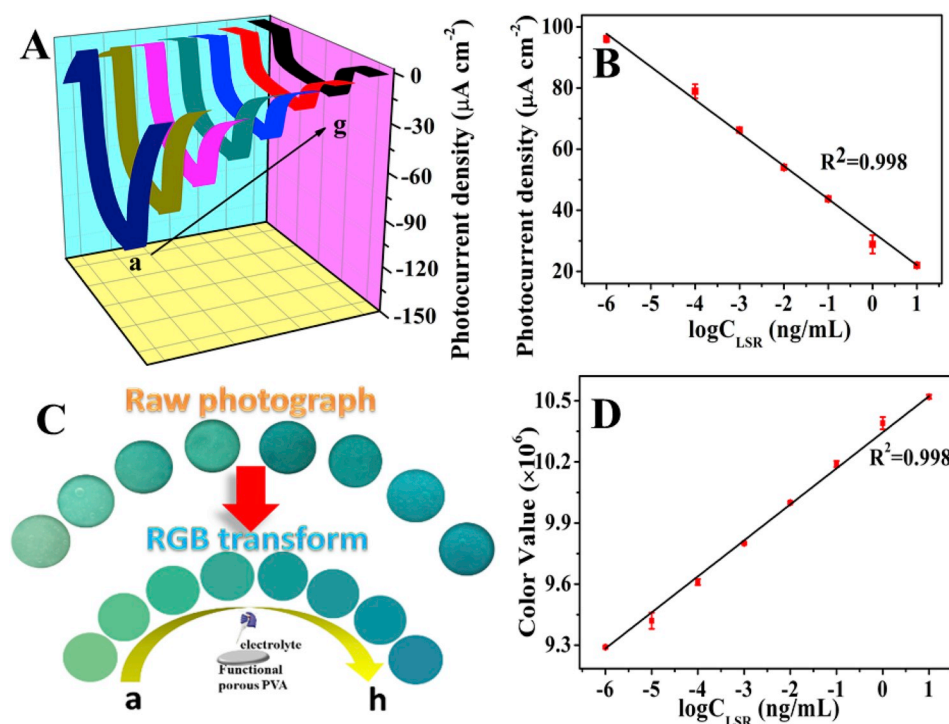 A
0
-30
-60
-90
-120
-150
Photocurrent density (μA cm⁻²)
a
g
B
Photocurrent density (μA cm⁻²)
100
80
60
40
20
R²=0.998
-6 -5 -4 -3 -2 -1 0 1
logC_LSR (ng/mL)
C
Raw photograph
RGB transform
electrolyte
Functional
porous PVA
a
h
D
Color Value (×10⁶)
10.5
10.2
9.9
9.6
9.3
R²=0.998
-6 -5 -4 -3 -2 -1 0 1
logC_LSR (ng/mL)